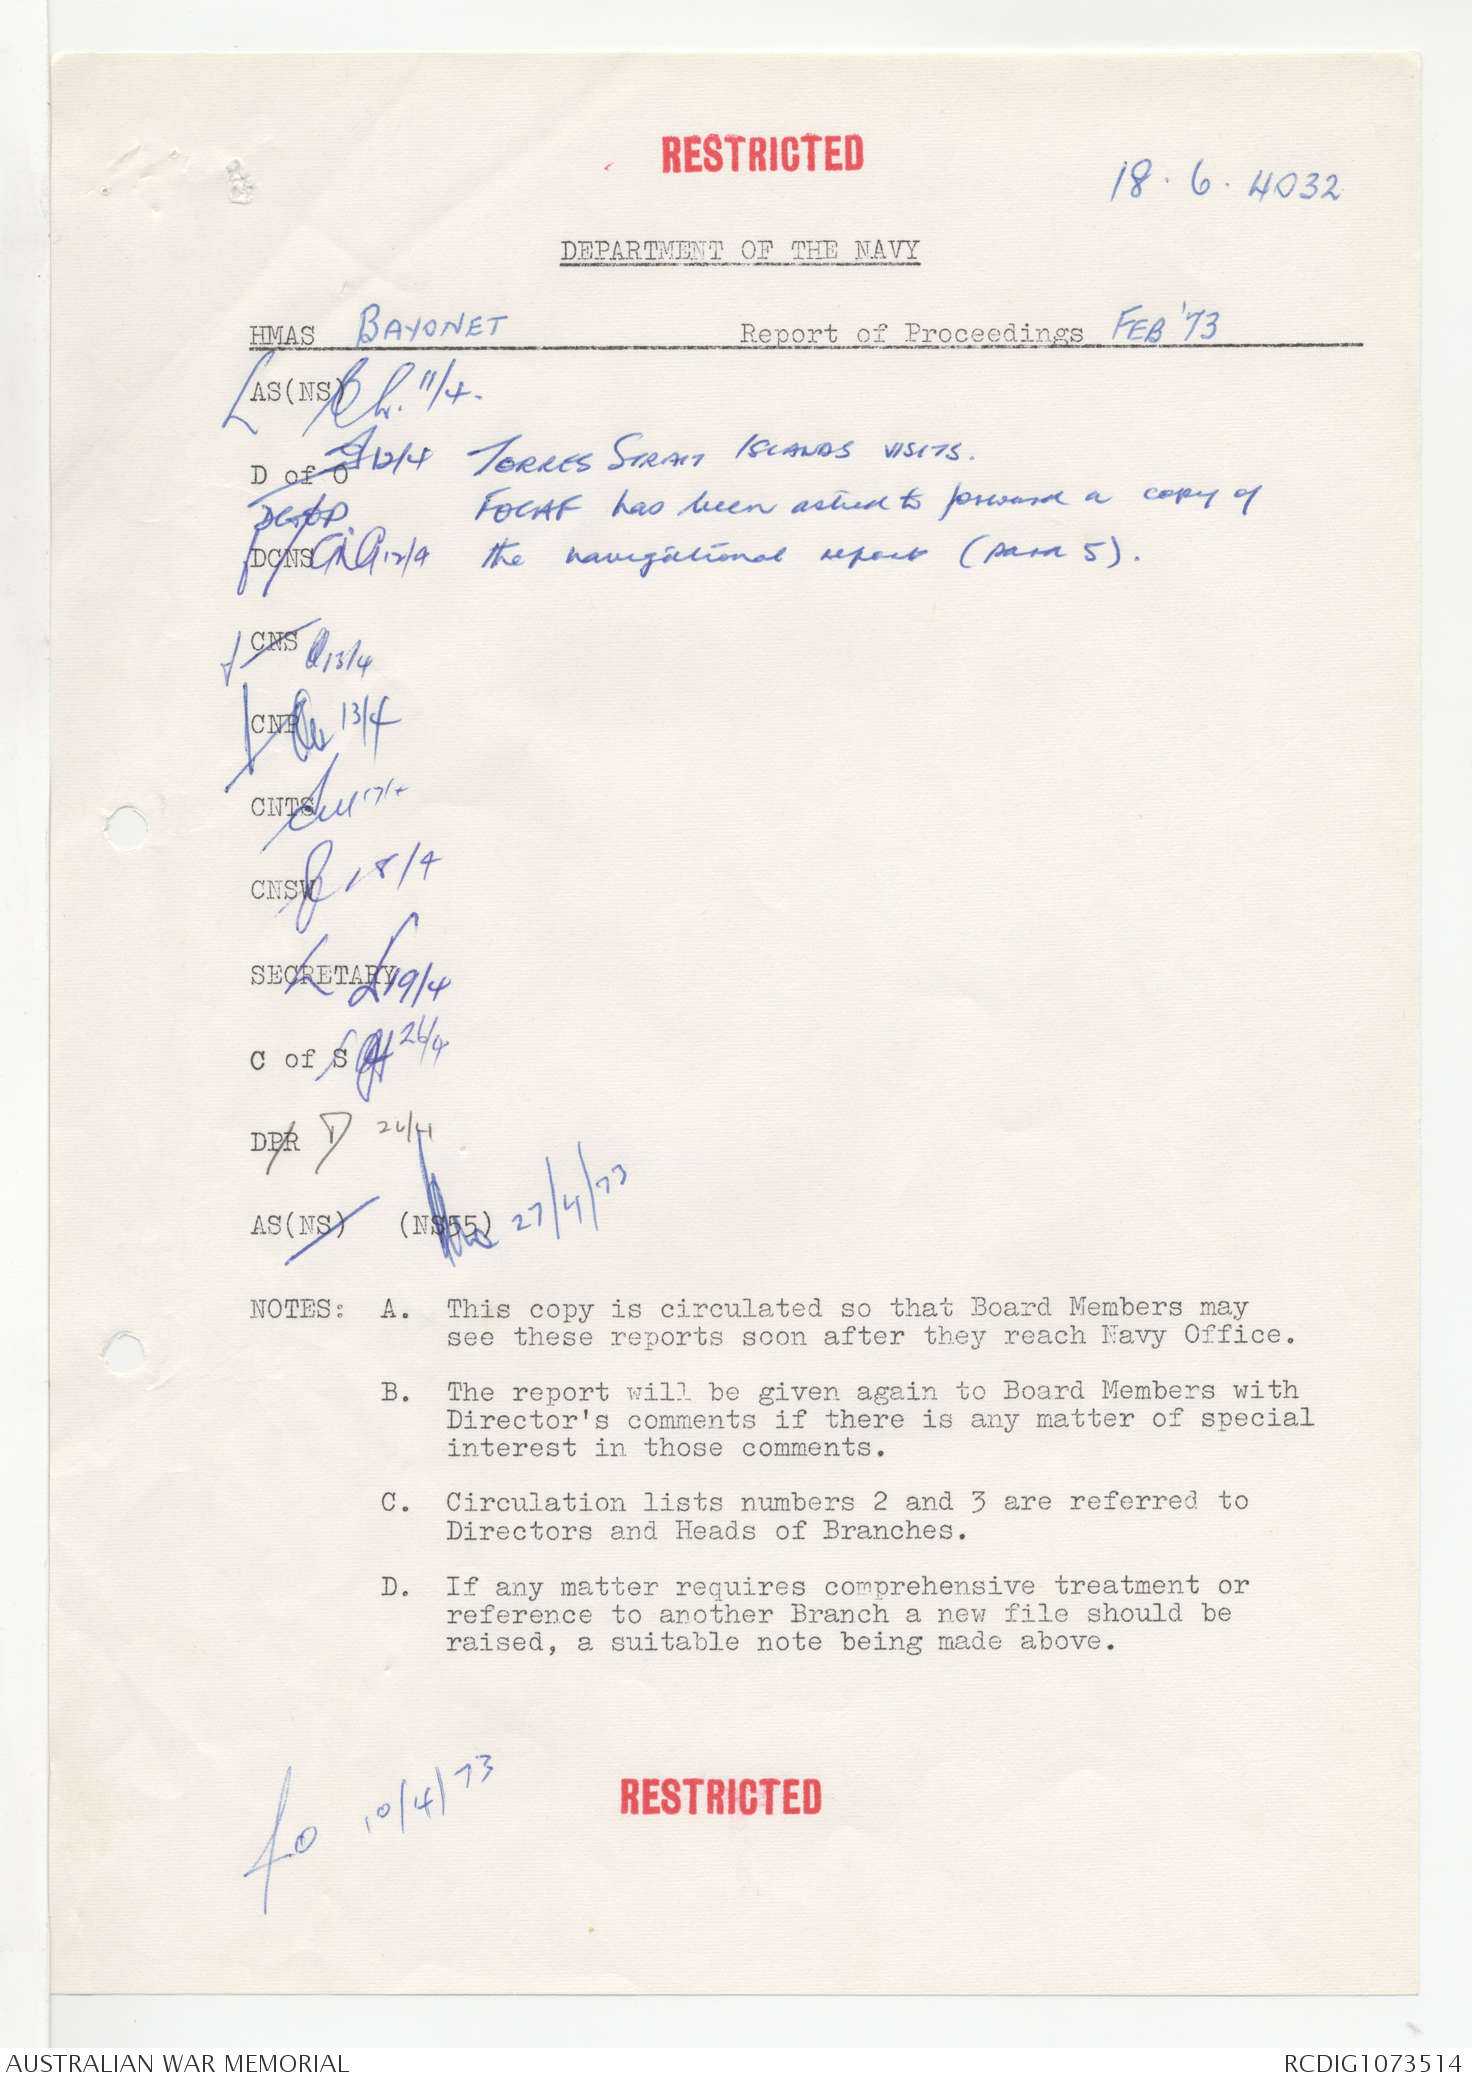 RESTRICTED
18.6.4032
DEPARTMENT OF THE NAVY
HMAS BAYONET Report of Proceedings FEB '73
AS(NS) 11/4.
D of O 12/4 TORRES STRAIT ISLANDS VISITS.
FOCAF has been asked to forward a copy of
DCNS 12/4 the navigational report (para 5).
CNS 13/4
CNP 13/4
CNTS 17/4
CNSW 18/4
SECRETARY 19/4
C of S 26/4
DPR 26/4
AS(NS) (NS55) 27/4/73
NOTES: A. This copy is circulated so that Board Members may
see these reports soon after they reach Navy Office.
B. The report will be given again to Board Members with
Director's comments if there is any matter of special
interest in those comments.
C. Circulation lists numbers 2 and 3 are referred to
Directors and Heads of Branches.
D. If any matter requires comprehensive treatment or
reference to another Branch a new file should be
raised, a suitable note being made above.
10/4/73
RESTRICTED
AUSTRALIAN WAR MEMORIAL
RCDIG1073514